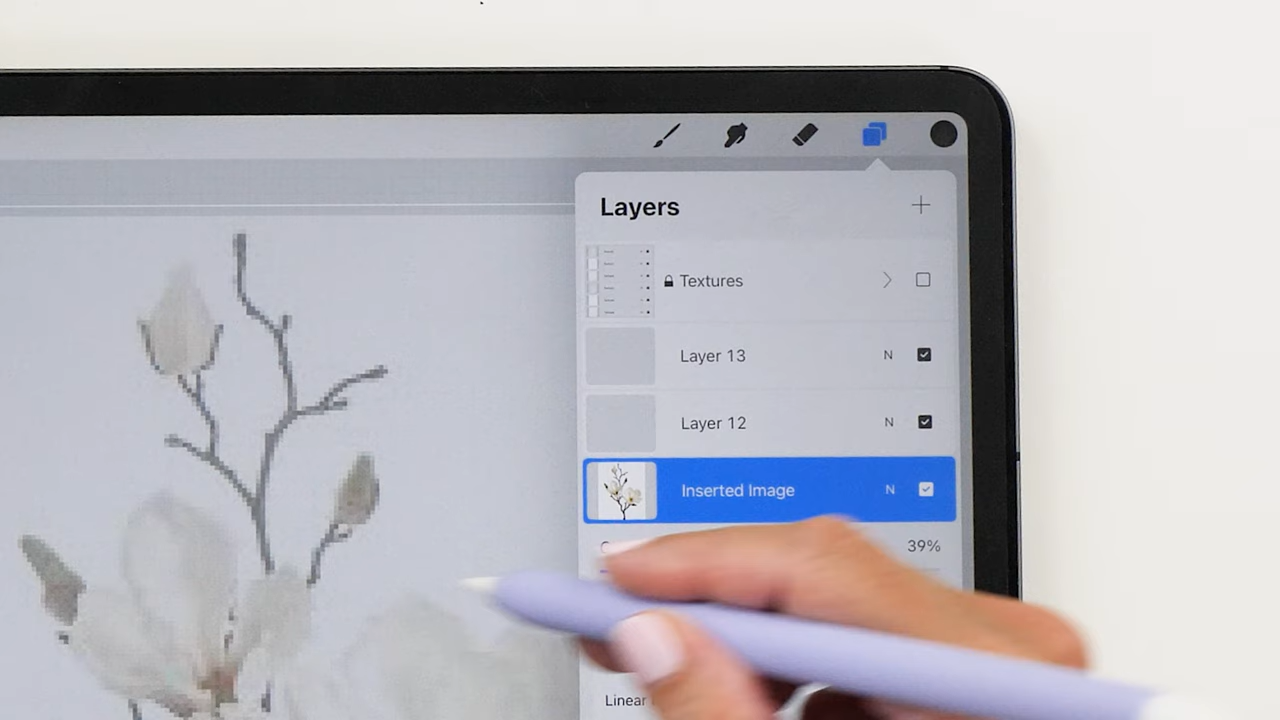 Layers
Textures
Layer 13 N
Layer 12 N
Inserted Image N
39%
Linear